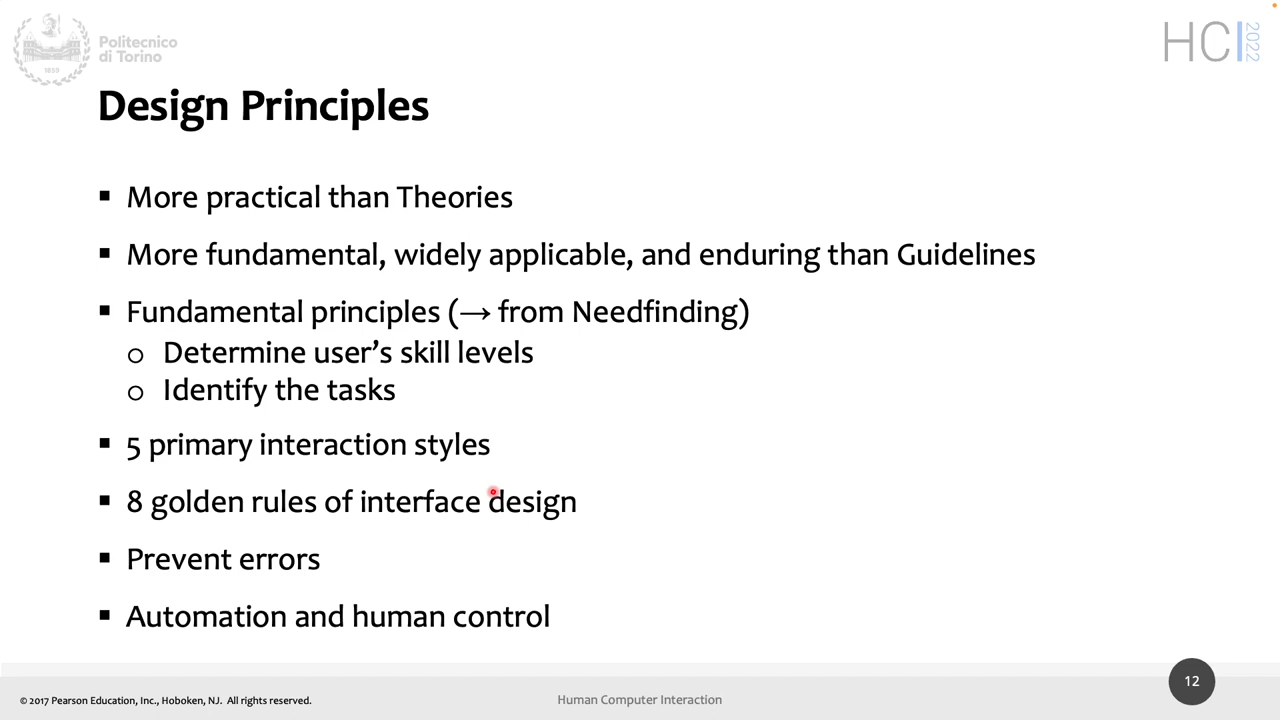 Politecnico
di Torino
1859
HCI 2022
Design Principles
▪ More practical than Theories
▪ More fundamental, widely applicable, and enduring than Guidelines
▪ Fundamental principles (→ from Needfinding)
o Determine user’s skill levels
o Identify the tasks
▪ 5 primary interaction styles
▪ 8 golden rules of interface design
▪ Prevent errors
▪ Automation and human control
© 2017 Pearson Education, Inc., Hoboken, NJ. All rights reserved.
Human Computer Interaction
12